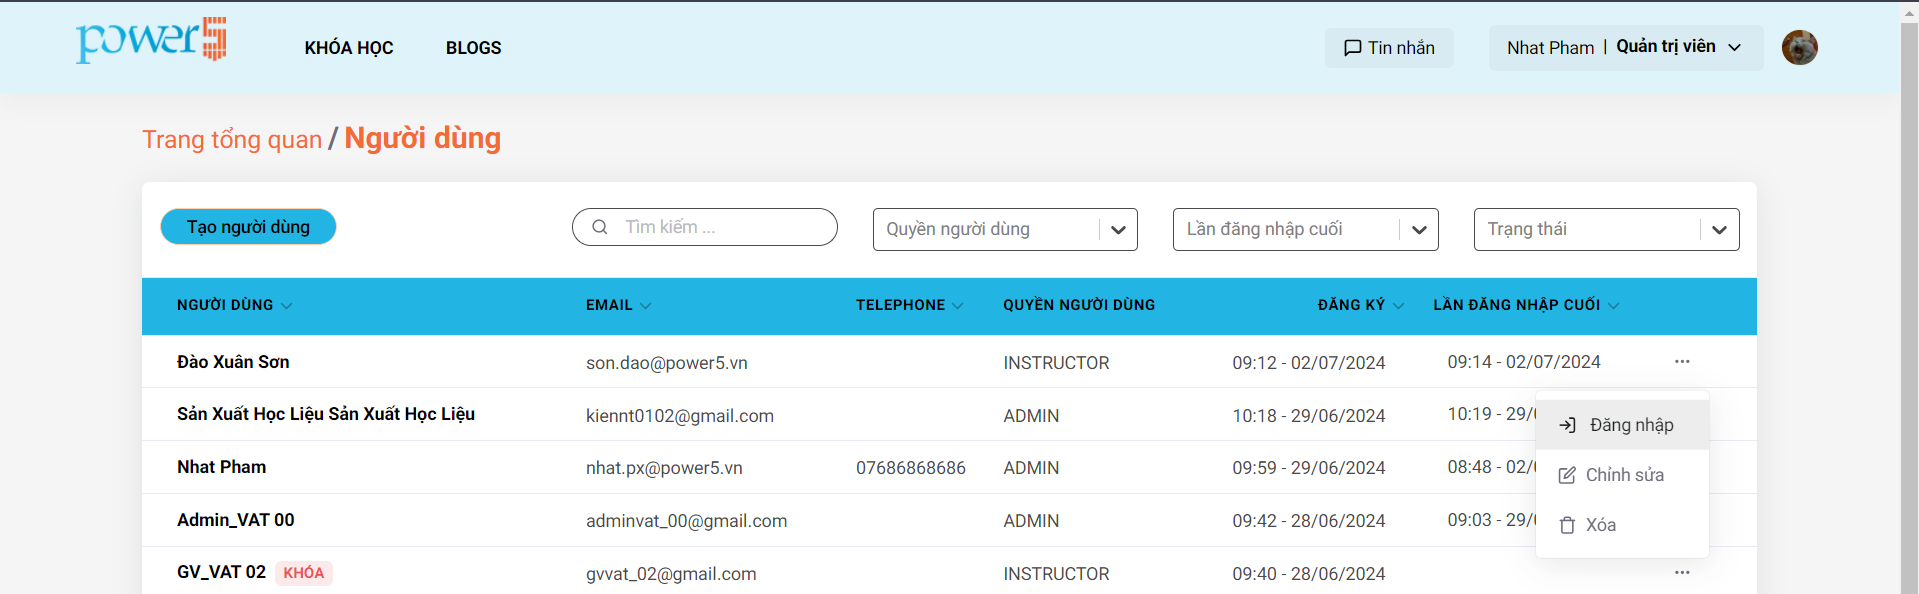 power5
KHÓA HỌC
BLOGS
Tin nhắn
Nhat Pham | Quản trị viên
Trang tổng quan / Người dùng
Tạo người dùng
Tìm kiếm ...
Quyền người dùng
Lần đăng nhập cuối
Trạng thái
NGƯỜI DÙNG EMAIL TELEPHONE QUYỀN NGƯỜI DÙNG ĐĂNG KÝ LẦN ĐĂNG NHẬP CUỐI
Đào Xuân Sơn son.dao@power5.vn INSTRUCTOR 09:12 - 02/07/2024 09:14 - 02/07/2024 ...
Sản Xuất Học Liệu Sản Xuất Học Liệu kiennt0102@gmail.com ADMIN 10:18 - 29/06/2024 10:19 - 29/
Nhat Pham nhat.px@power5.vn 07686868686 ADMIN 09:59 - 29/06/2024 08:48 - 02/
Admin_VAT 00 adminvat_00@gmail.com ADMIN 09:42 - 28/06/2024 09:03 - 29/
GV_VAT 02 KHÓA gvvat_02@gmail.com INSTRUCTOR 09:40 - 28/06/2024 ...
Đăng nhập
Chỉnh sửa
Xóa